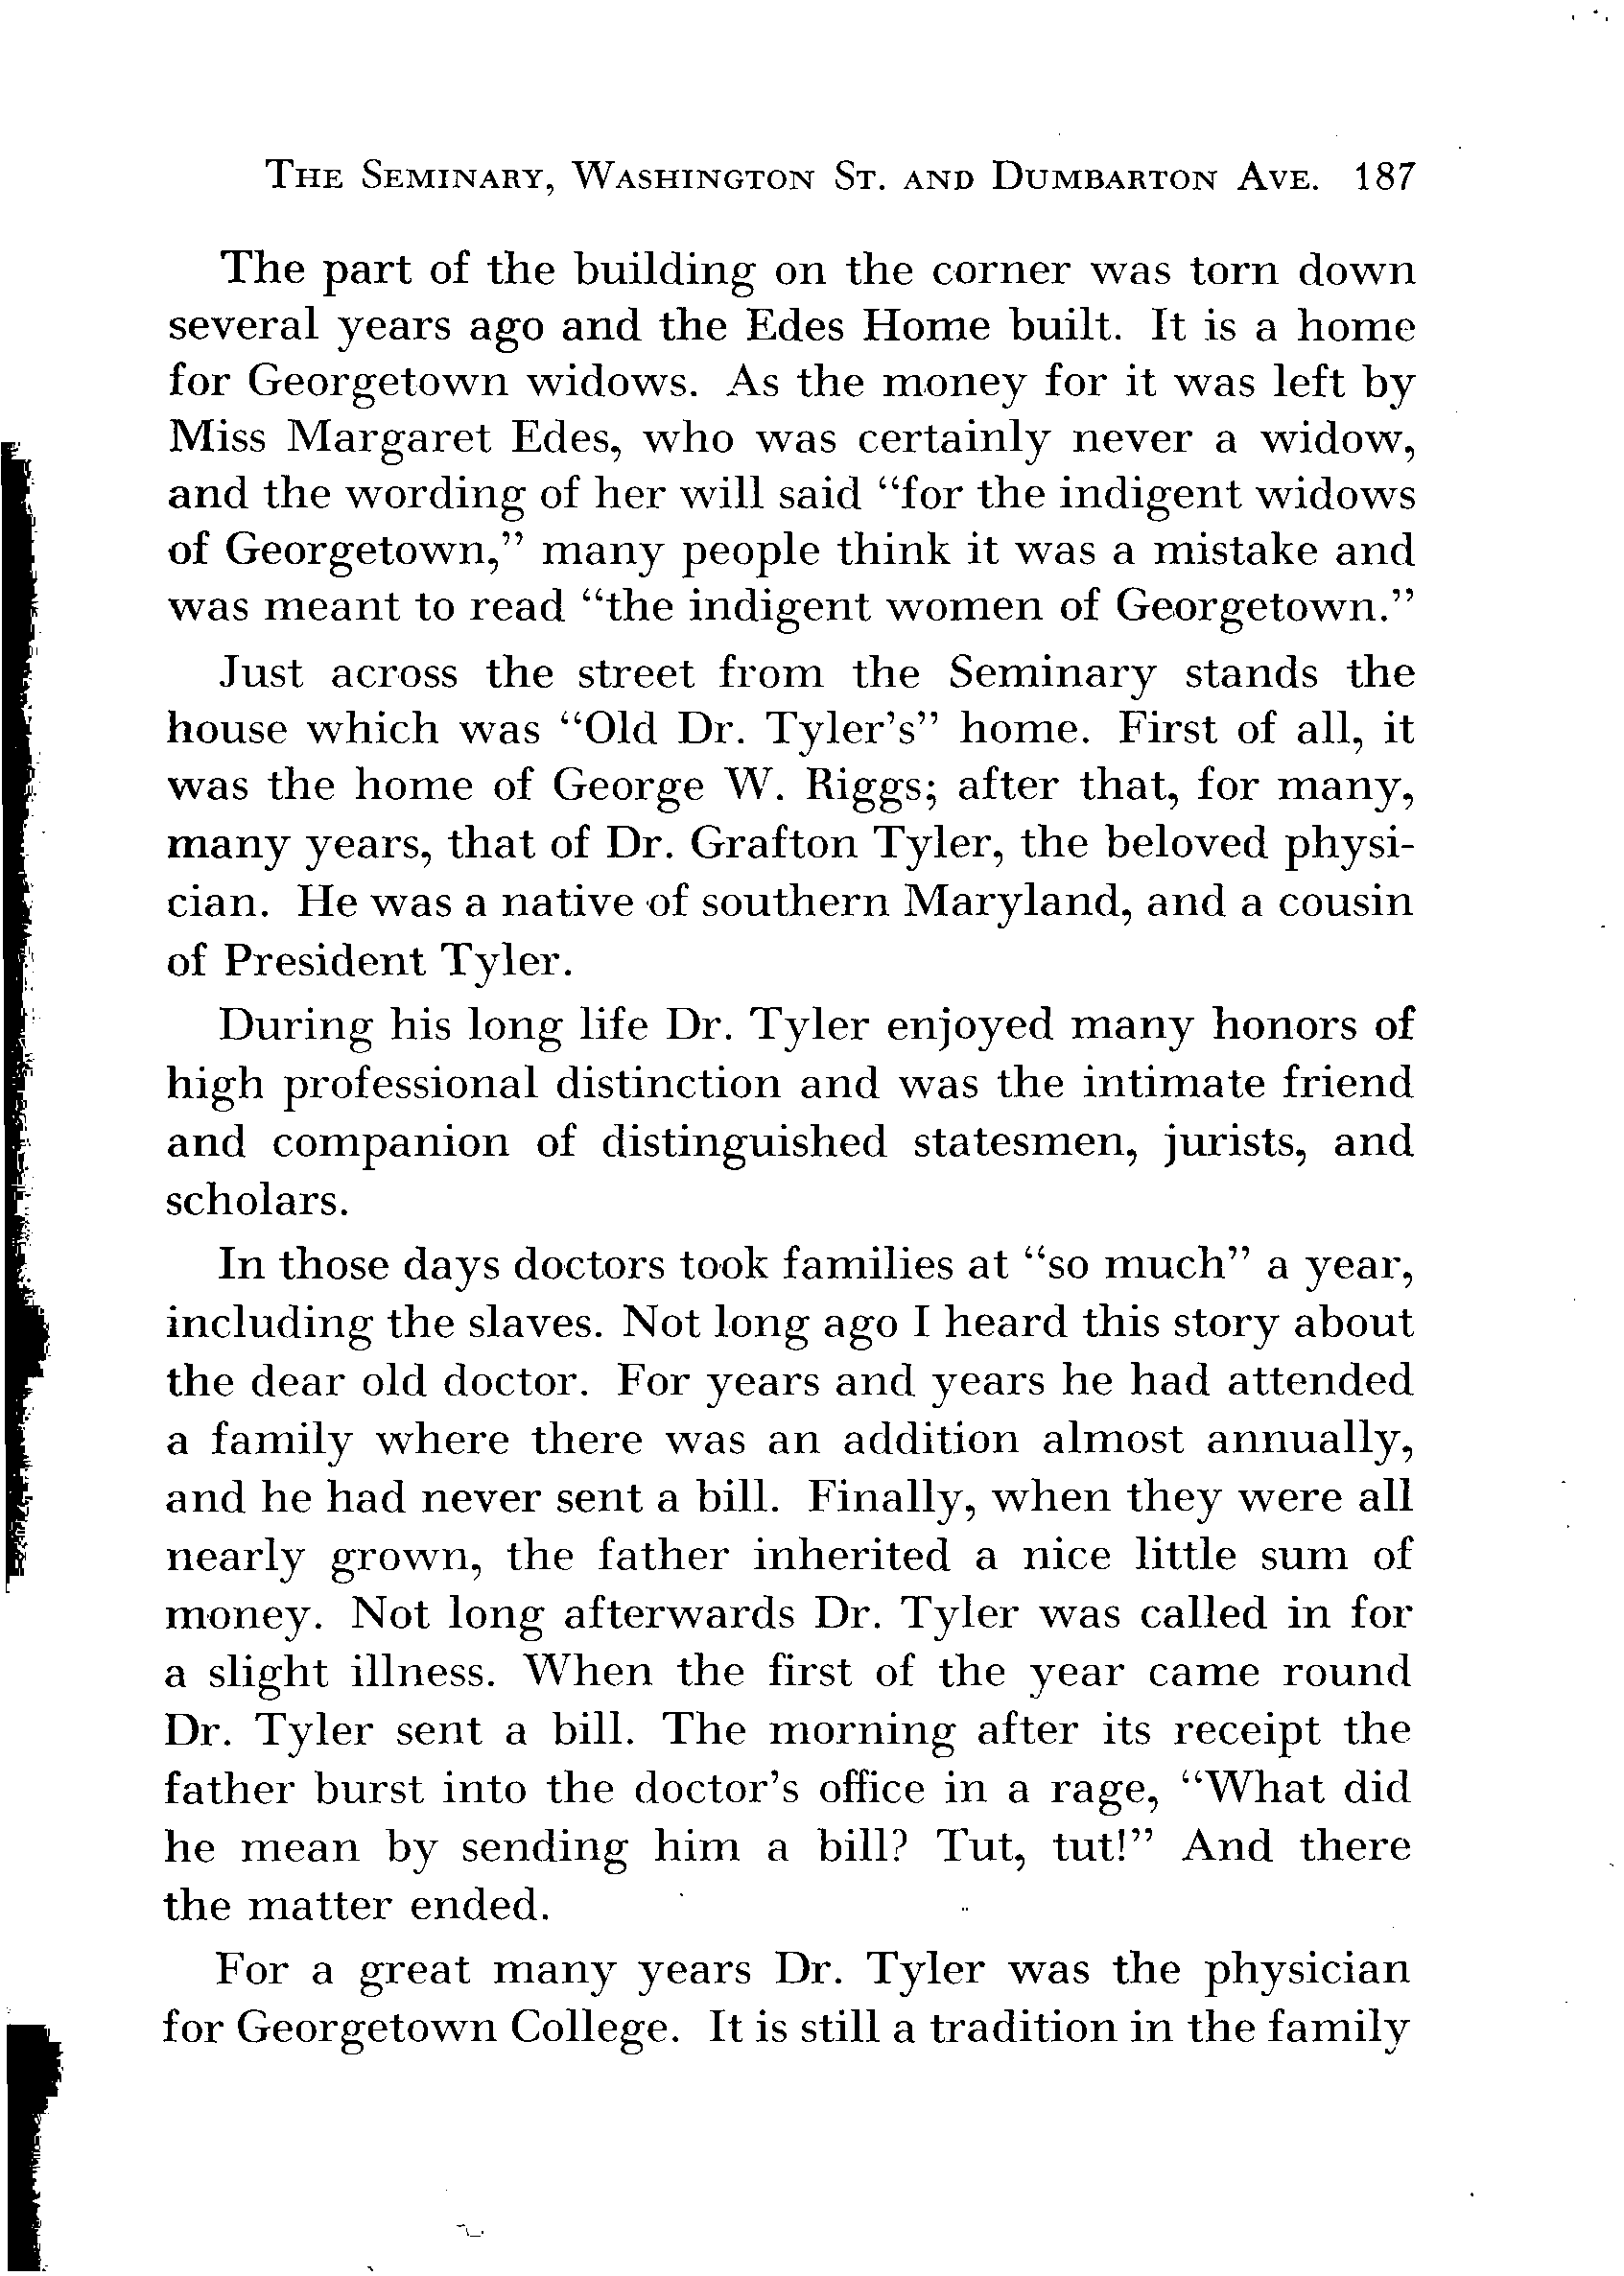 THE SEMINARY, WASHINGTON ST. AND DUMBARTON AVE. 187
The part of the building on the corner was torn down
several years ago and the Edes Home built. It is a home
for Georgetown widows. As the money for it was left by
Miss Margaret Edes, who was certainly never a widow,
and the wording of her will said “for the indigent widows
of Georgetown,” many people think it was a mistake and
was meant to read “the indigent women of Georgetown.”
Just across the street from the Seminary stands the
house which was “Old Dr. Tyler’s” home. First of all, it
was the home of George W. Riggs; after that, for many,
many years, that of Dr. Grafton Tyler, the beloved physi-
cian. He was a native of southern Maryland, and a cousin
of President Tyler.
During his long life Dr. Tyler enjoyed many honors of
high professional distinction and was the intimate friend
and companion of distinguished statesmen, jurists, and
scholars.
In those days doctors took families at “so much” a year,
including the slaves. Not long ago I heard this story about
the dear old doctor. For years and years he had attended
a family where there was an addition almost annually,
and he had never sent a bill. Finally, when they were all
nearly grown, the father inherited a nice little sum of
money. Not long afterwards Dr. Tyler was called in for
a slight illness. When the first of the year came round
Dr. Tyler sent a bill. The morning after its receipt the
father burst into the doctor’s office in a rage, “What did
he mean by sending him a bill? Tut, tut!” And there
the matter ended.
For a great many years Dr. Tyler was the physician
for Georgetown College. It is still a tradition in the family